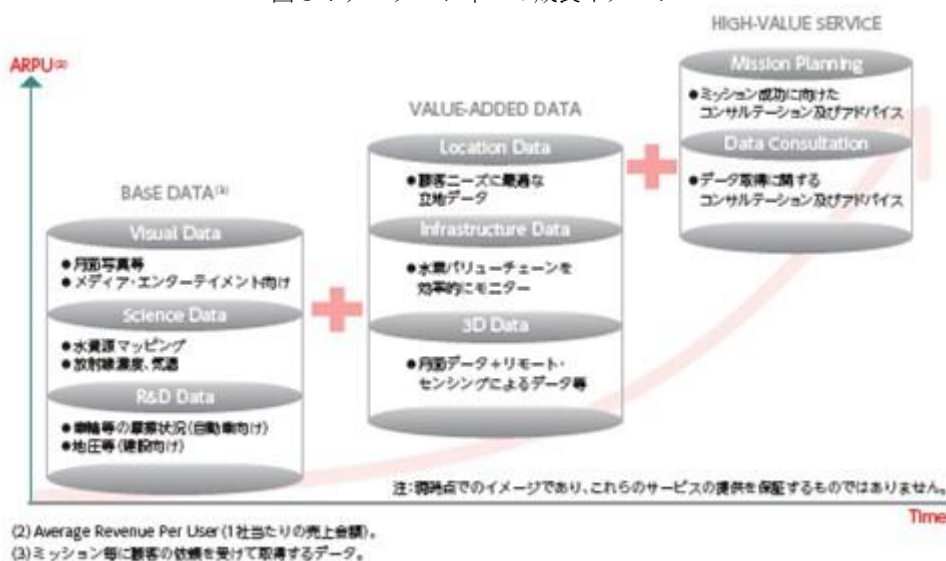 HIGH-VALUE SERVICE
ARPU(2)
Mission Planning
●ミッション成功に向けた
コンサルテーション及びアドバイス
Data Consultation
●データ取得に関する
コンサルテーション及びアドバイス
VALUE-ADDED DATA
Location Data
●顧客ニーズに最適な
立地データ
Infrastructure Data
●水素バリューチェーンを
効率的にモニター
3D Data
●月面データ+リモート・
センシングによるデータ等
BASE DATA(3)
Visual Data
●月面写真等
●メディア・エンターテイメント向け
Science Data
●水資源マッピング
●放射線濃度、気温
R&D Data
●車輪等の摩擦状況(自動車向け)
●地圧等(建設向け)
注:現時点でのイメージであり、これらのサービスの提供を保証するものではありません。
Time
(2) Average Revenue Per User(1社当たりの売上金額)。
(3)ミッション毎に顧客の依頼を受けて取得するデータ。